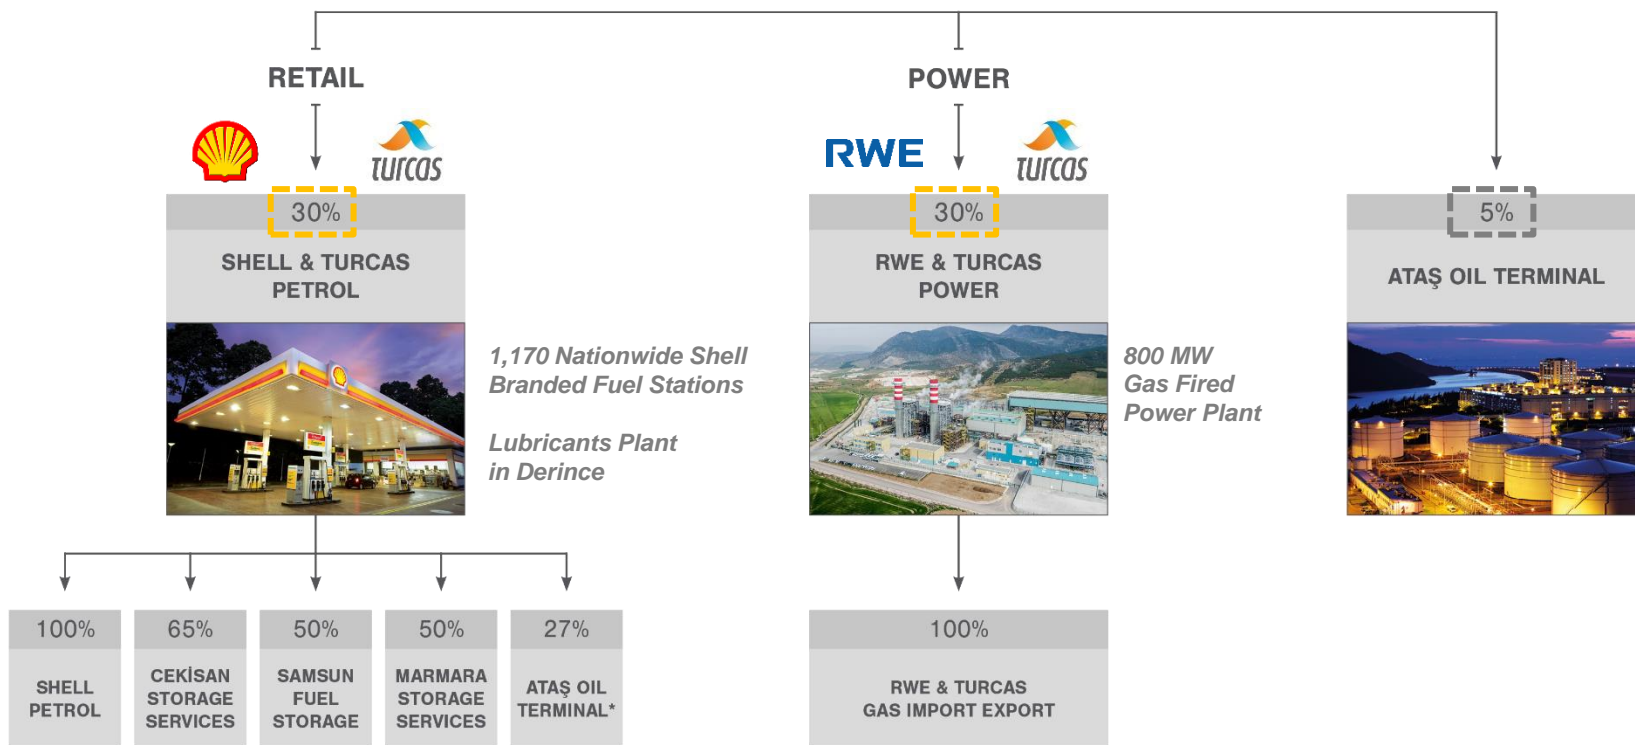 RETAIL
POWER
TURCAS
RWE
TURCAS
30%
30%
5%
SHELL & TURCAS
PETROL
RWE & TURCAS
POWER
ATAŞ OIL TERMINAL
1,170 Nationwide Shell
Branded Fuel Stations
Lubricants Plant
in Derince
800 MW
Gas Fired
Power Plant
100%
65%
50%
50%
27%
100%
SHELL
PETROL
CEKİSAN
STORAGE
SERVICES
SAMSUN
FUEL
STORAGE
MARMARA
STORAGE
SERVICES
ATAŞ OIL
TERMINAL*
RWE & TURCAS
GAS IMPORT EXPORT